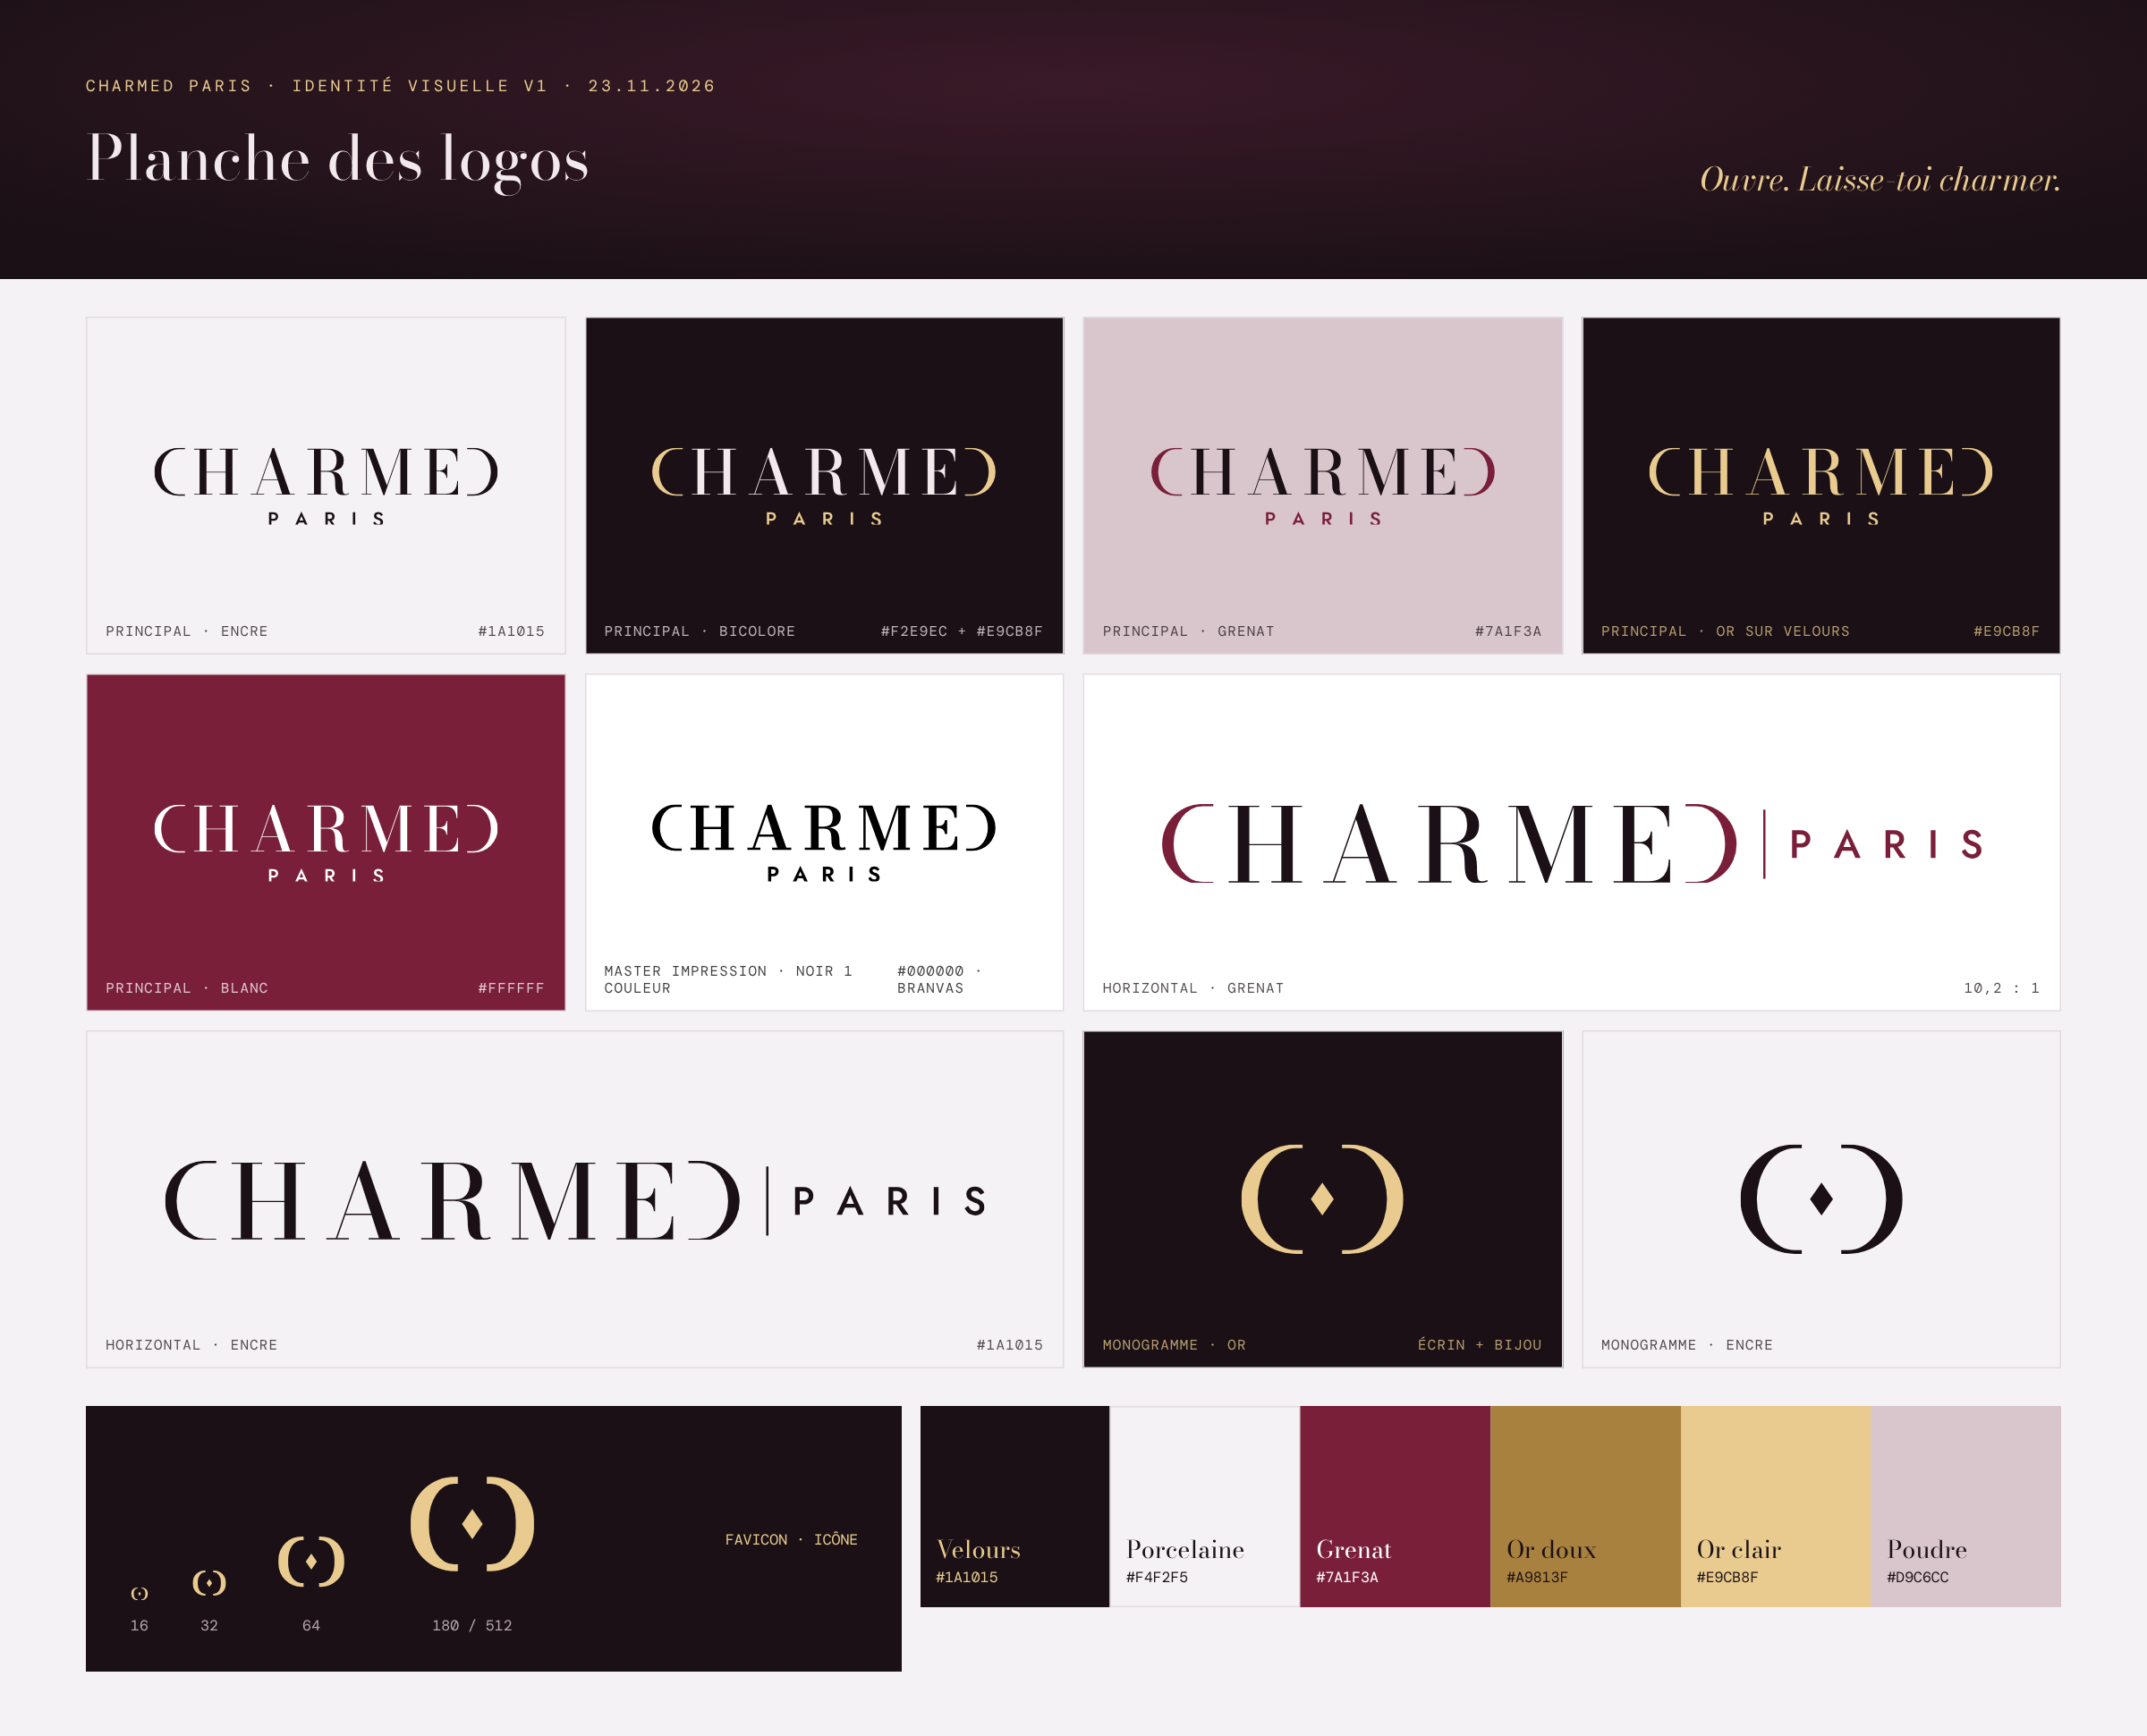 CHARMED PARIS · IDENTITÉ VISUELLE V1 · 23.11.2026
Planche des logos
Ouvre. Laisse-toi charmer.
CHARMED
PARIS
PRINCIPAL · ENCRE
#1A1015
CHARMED
PARIS
PRINCIPAL · BICOLORE
#F2E9EC + #E9CB8F
CHARMED
PARIS
PRINCIPAL · GRENAT
#7A1F3A
CHARMED
PARIS
PRINCIPAL · OR SUR VELOURS
#E9CB8F
CHARMED
PARIS
PRINCIPAL · BLANC
#FFFFFF
CHARMED
PARIS
MASTER IMPRESSION · NOIR 1
COULEUR
#000000 ·
BRANVAS
CHARMED | PARIS
HORIZONTAL · GRENAT
10,2 : 1
CHARMED | PARIS
HORIZONTAL · ENCRE
#1A1015
MONOGRAMME · OR
ÉCRIN + BIJOU
MONOGRAMME · ENCRE
16
32
64
180 / 512
FAVICON · ICÔNE
Velours
#1A1015
Porcelaine
#F4F2F5
Grenat
#7A1F3A
Or doux
#A9813F
Or clair
#E9CB8F
Poudre
#D9C6CC